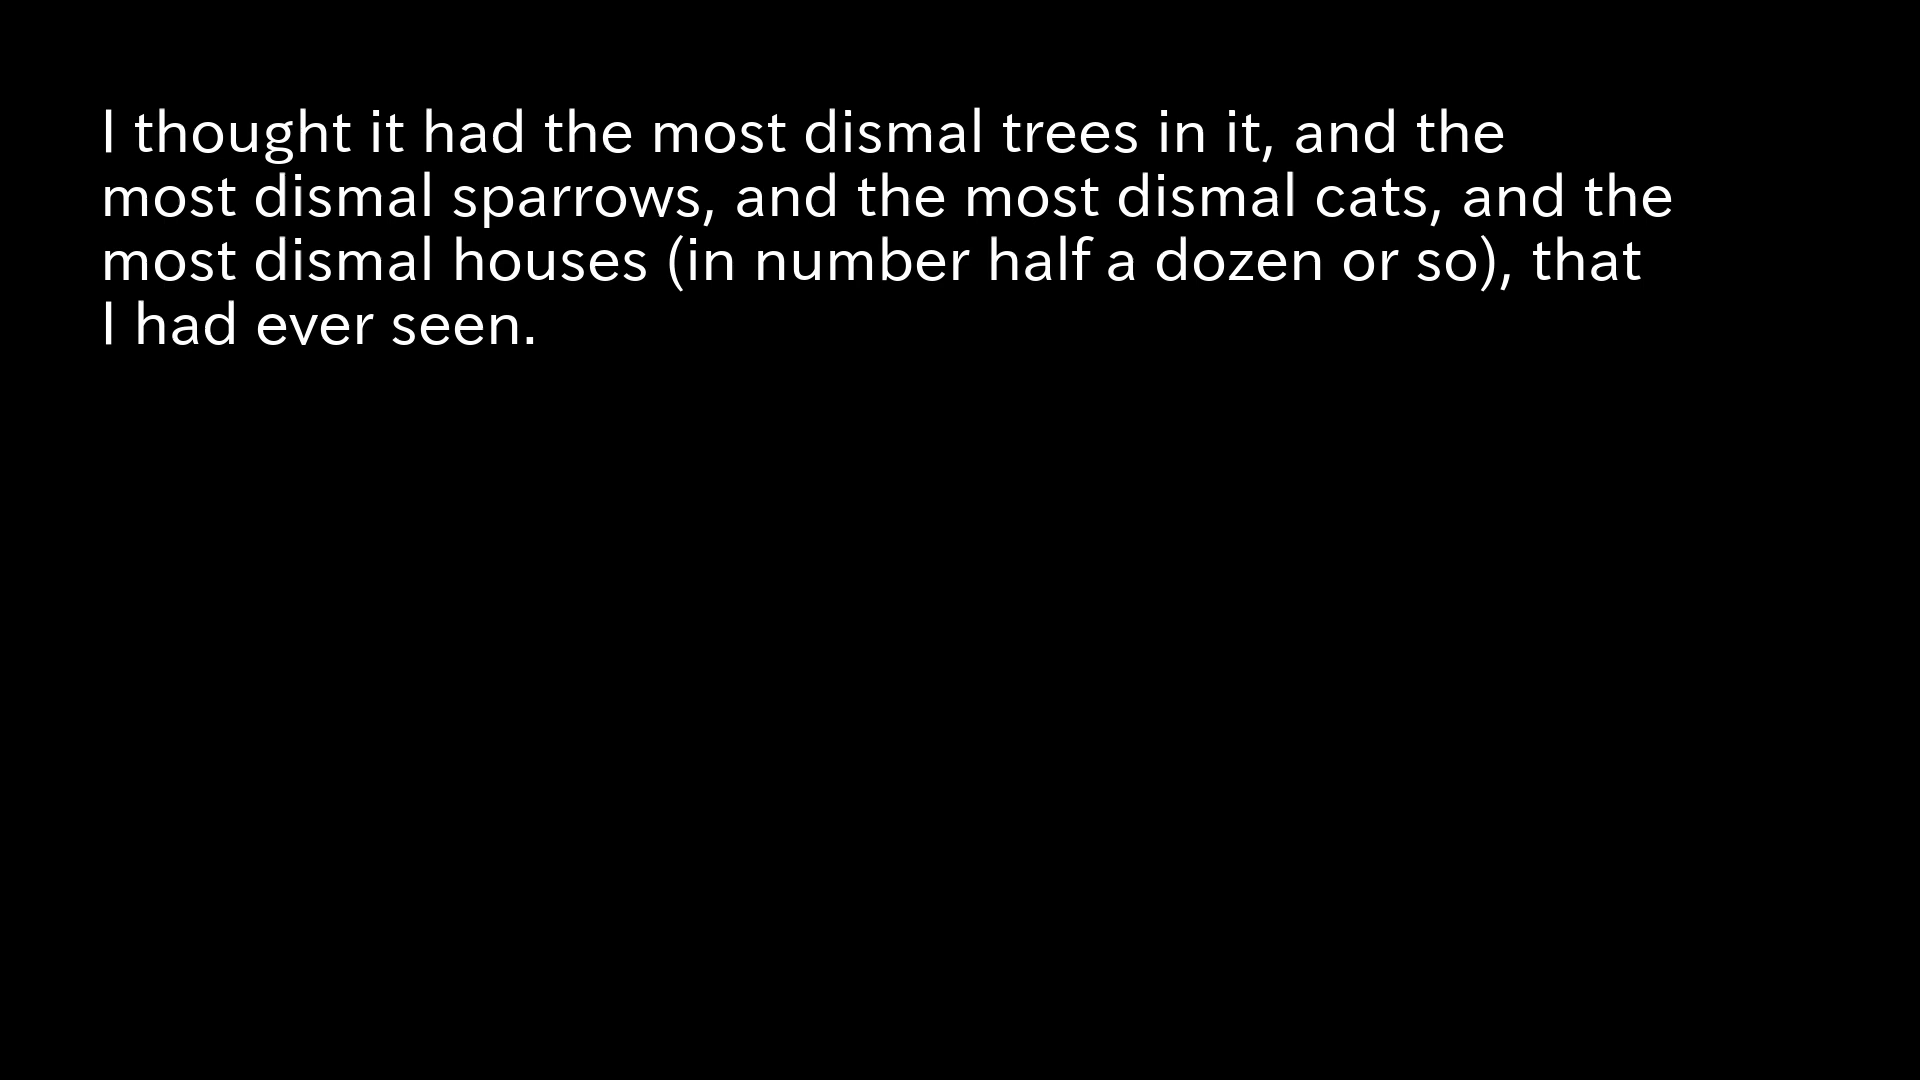 I thought it had the most dismal trees in it, and the
most dismal sparrows, and the most dismal cats, and the
most dismal houses (in number half a dozen or so), that
I had ever seen.